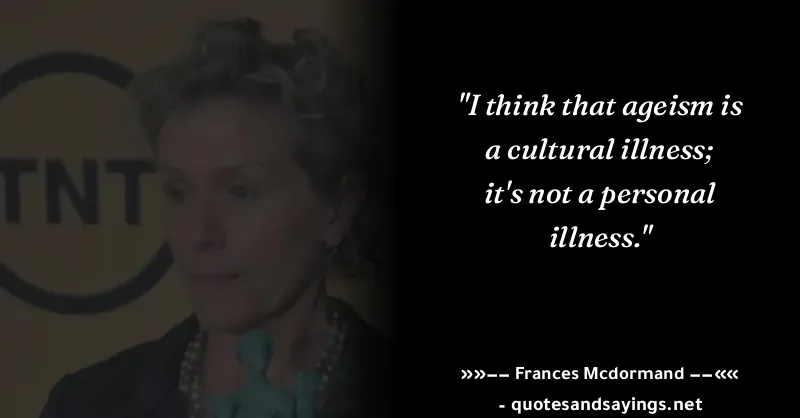 TNT
"I think that ageism is
a cultural illness;
it's not a personal
illness."
»»–– Frances Mcdormand ––««
- quotesandsayings.net